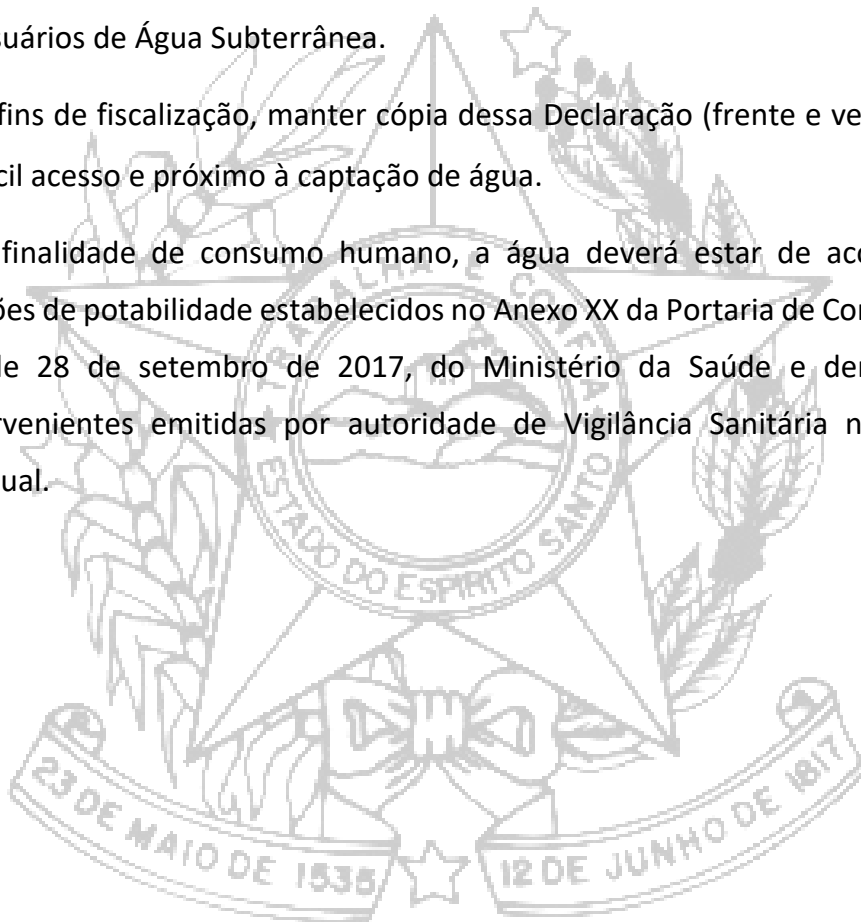 suários de Água Subterrânea.
fins de fiscalização, manter cópia dessa Declaração (frente e ve
cil acesso e próximo à captação de água.
finalidade de consumo humano, a água deverá estar de aco
ões de potabilidade estabelecidos no Anexo XX da Portaria de Co
de 28 de setembro de 2017, do Ministério da Saúde e de
rvenientes emitidas por autoridade de Vigilância Sanitária n
ual.
TRABALHA E CONFIA
ESTADO DO ESPIRITO SANTO
23 DE MAIO DE 1535
12 DE JUNHO DE 1817